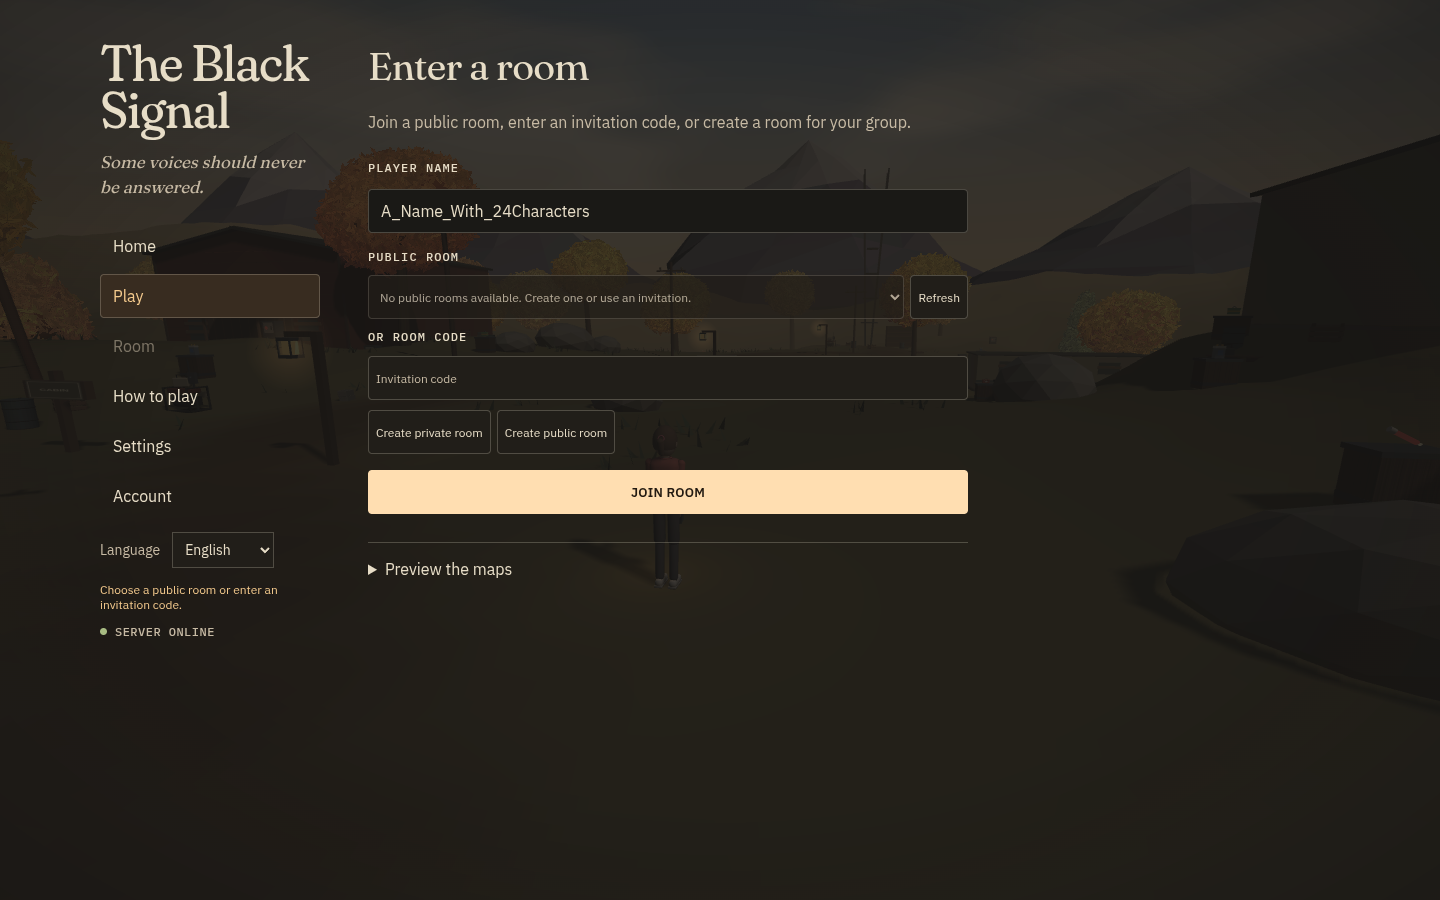 The Black
Signal
Some voices should never
be answered.
Home
Play
Room
How to play
Settings
Account
Language English
Choose a public room or enter an
invitation code.
SERVER ONLINE
Enter a room
Join a public room, enter an invitation code, or create a room for your group.
PLAYER NAME
A_Name_With_24Characters
PUBLIC ROOM
No public rooms available. Create one or use an invitation. Refresh
OR ROOM CODE
Invitation code
Create private room Create public room
JOIN ROOM
Preview the maps